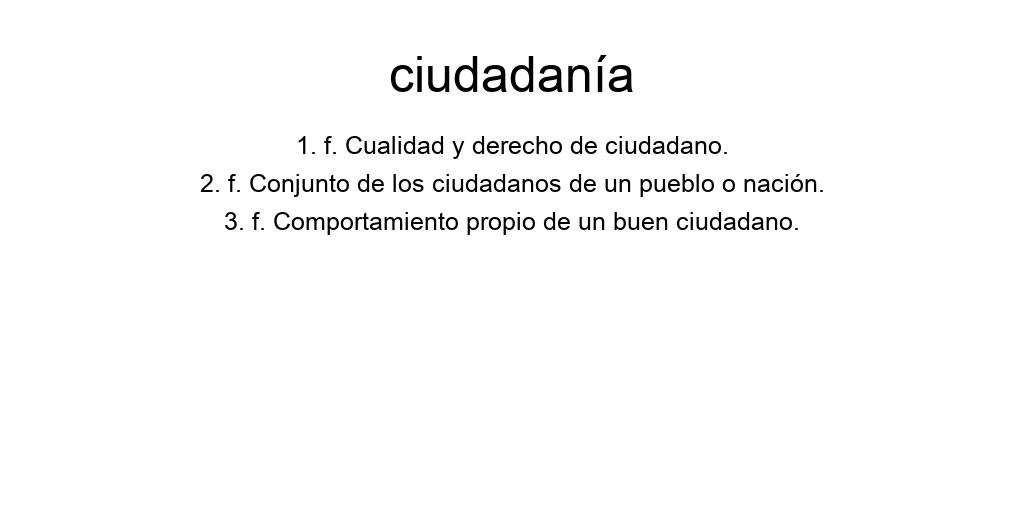 ciudadanía
1. f. Cualidad y derecho de ciudadano.
2. f. Conjunto de los ciudadanos de un pueblo o nación.
3. f. Comportamiento propio de un buen ciudadano.